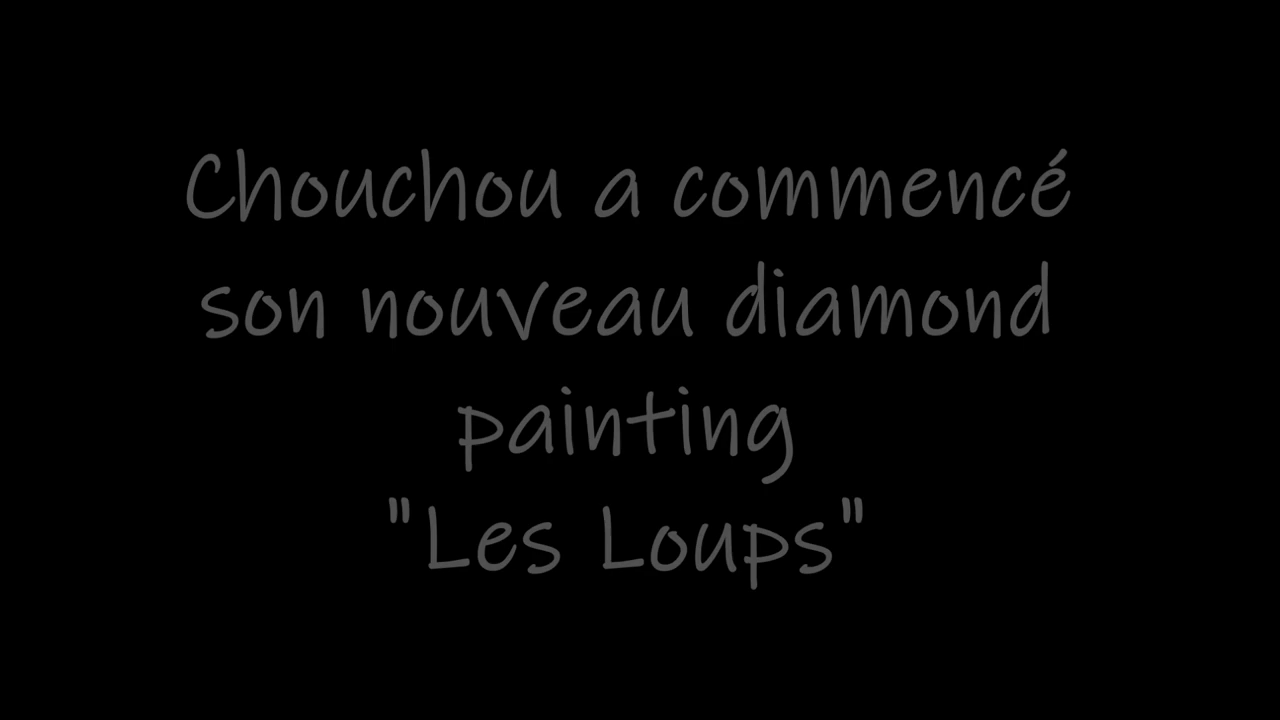 Chouchou a commencé
son nouveau diamond
painting
"Les Loups"